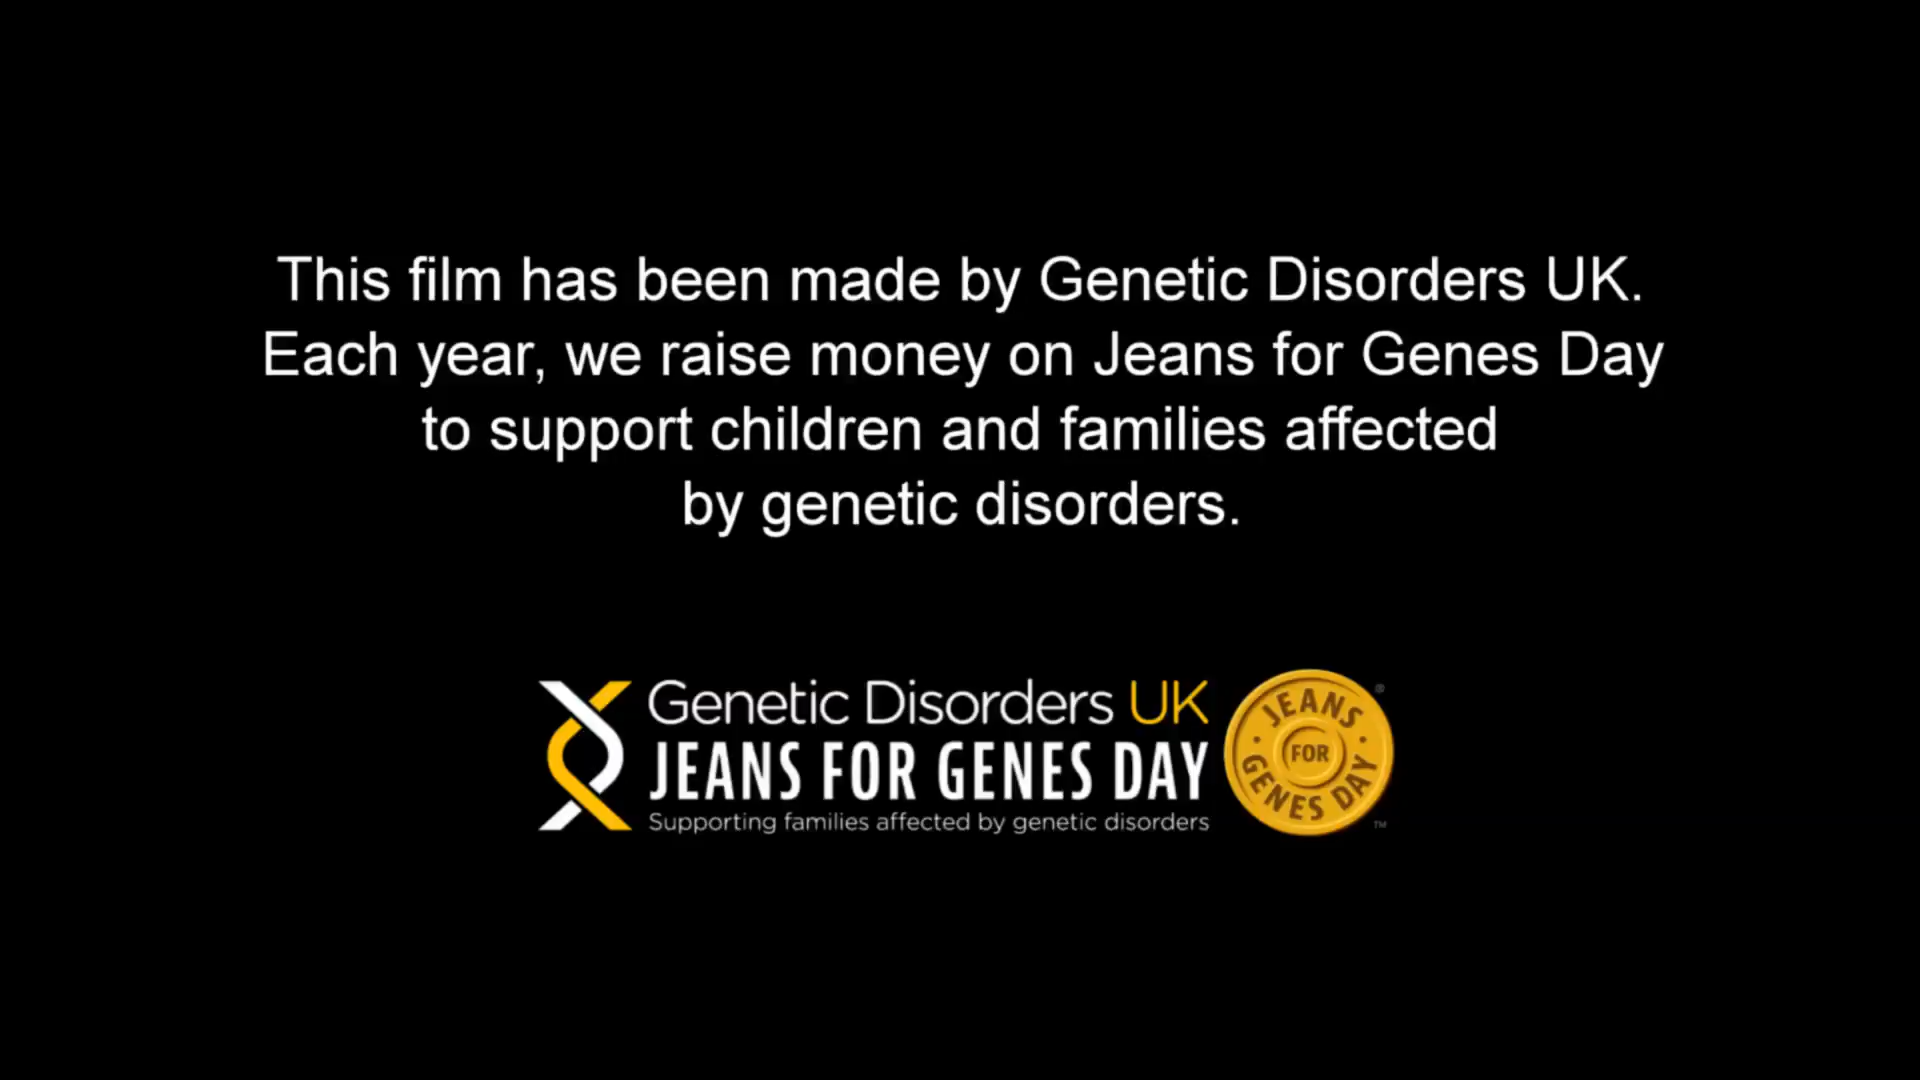 This film has been made by Genetic Disorders UK.
Each year, we raise money on Jeans for Genes Day
to support children and families affected
by genetic disorders.
Genetic Disorders UK
JEANS FOR GENES DAY
Supporting families affected by genetic disorders
JEANS
FOR
GENES DAY
®
™